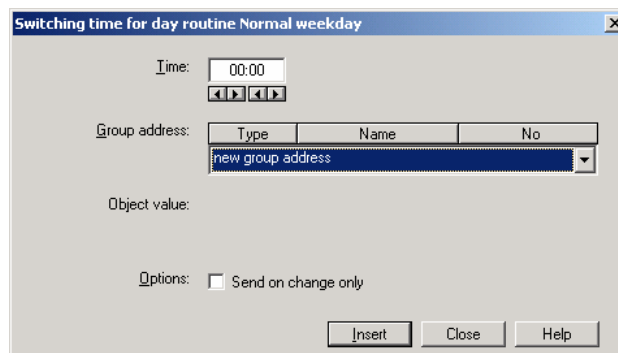 Switching time for day routine Normal weekday
Time: 00:00
Group address: Type Name No
new group address
Object value:
Options: Send on change only
Insert Close Help